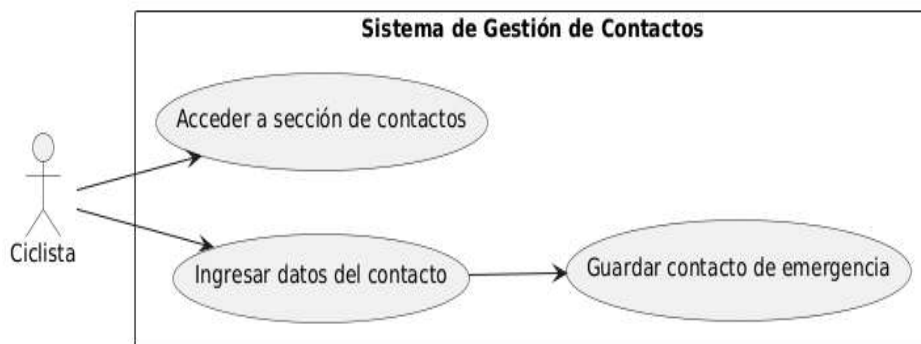 Sistema de Gestión de Contactos
Acceder a sección de contactos
Ciclista
Ingresar datos del contacto
Guardar contacto de emergencia